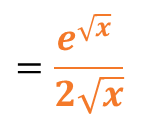 = e^√x / 2√x